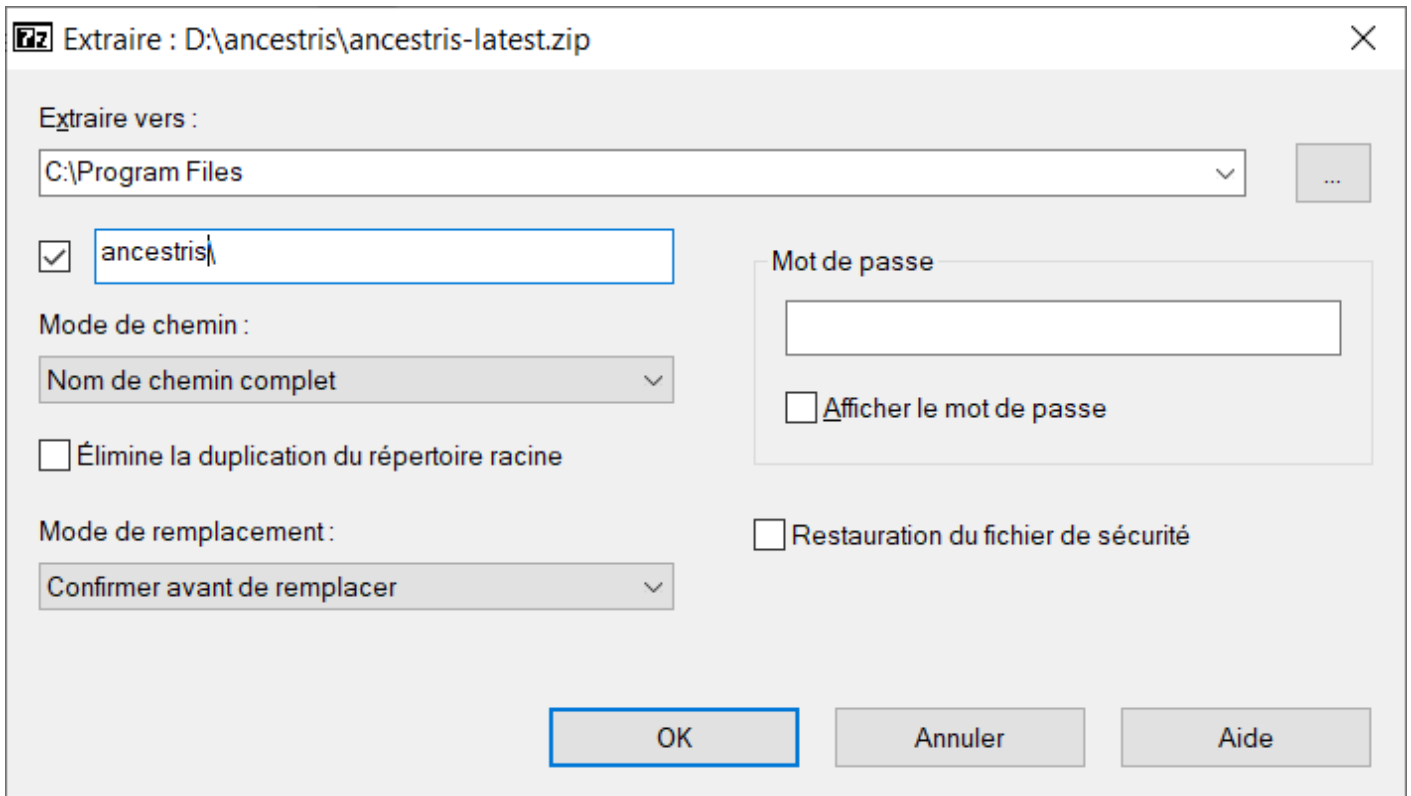 7z Extraire : D:\ancestris\ancestris-latest.zip
Extraire vers :
C:\Program Files
...
ancestris\
Mot de passe
Mode de chemin :
Nom de chemin complet
Afficher le mot de passe
Élimine la duplication du répertoire racine
Mode de remplacement :
Restauration du fichier de sécurité
Confirmer avant de remplacer
OK
Annuler
Aide